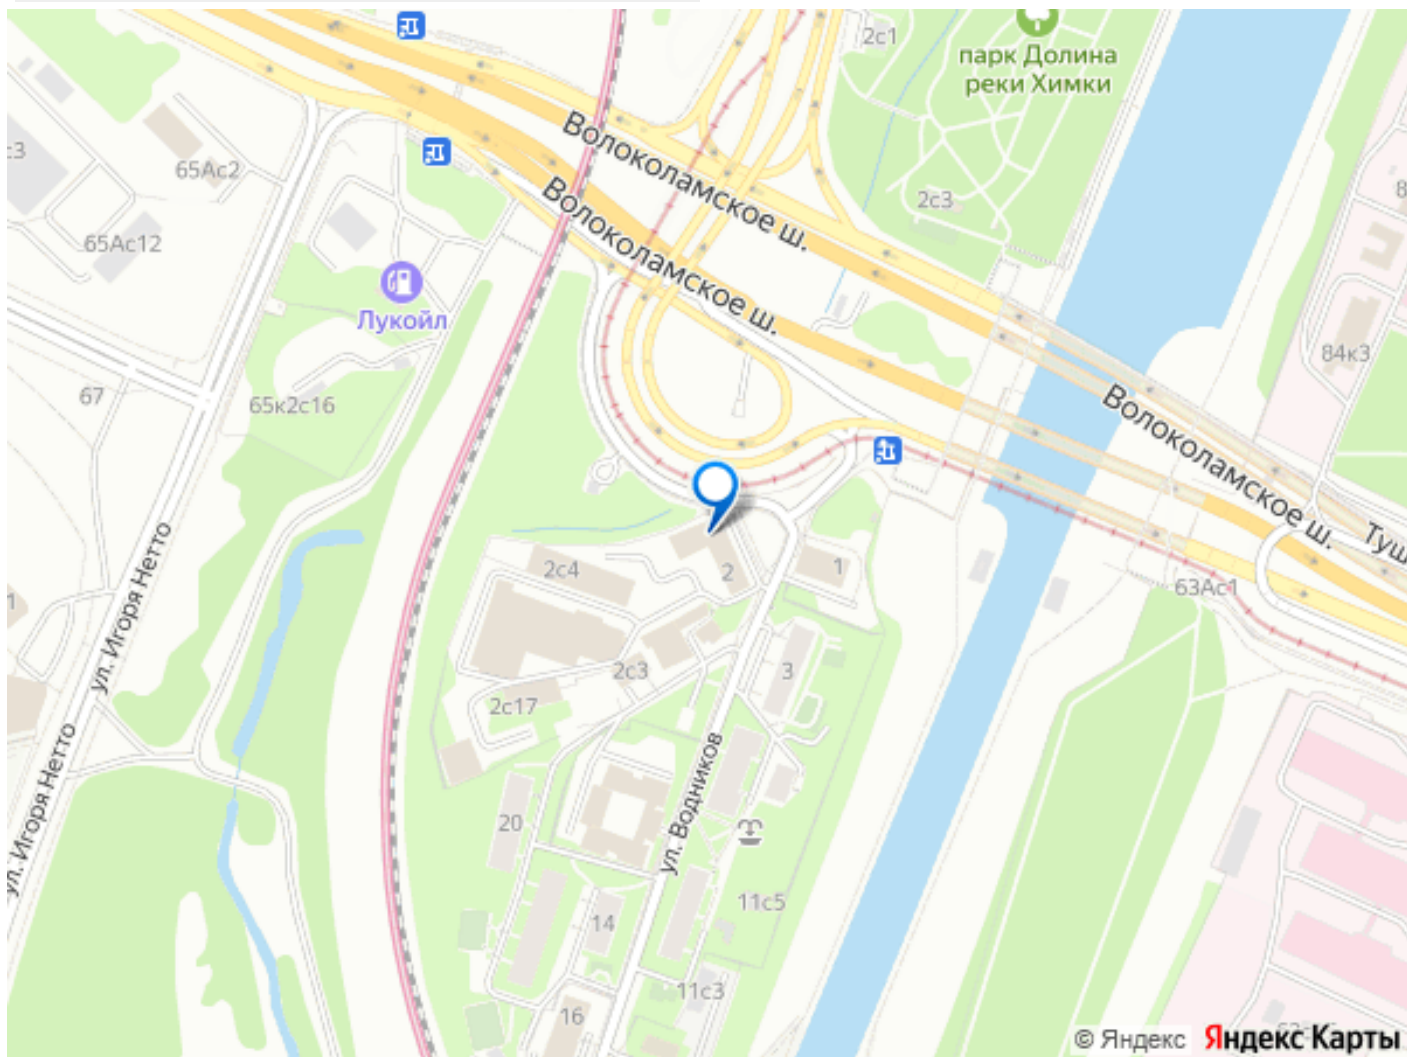 2с1
парк Долина
реки Химки
Волоколамское ш.
с3
65Ас2
2с3
Волоколамское ш.
65Ас12
Лукойл
84к3
67
65к2с16
Волоколамское ш.
Туш
2с4
2
1
63Ас1
ул. Игоря Нетто
1
2с3
3
2с17
ул. Игоря Нетто
ул. Водников
20
11с5
14
11с3
16
© Яндекс
Яндекс Карты